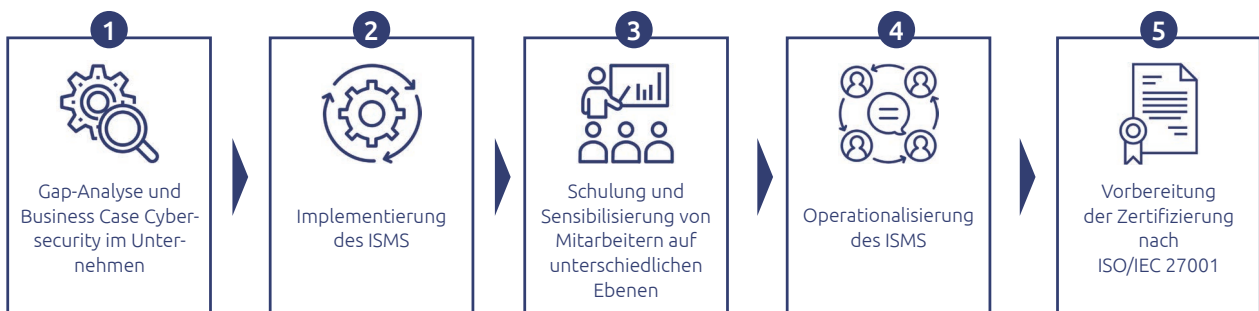 1
Gap-Analyse und
Business Case Cyber-
security im Unter-
nehmen
2
Implementierung
des ISMS
3
Schulung und
Sensibilisierung von
Mitarbeitern auf
unterschiedlichen
Ebenen
4
Operationalisierung
des ISMS
5
Vorbereitung
der Zertifizierung
nach
ISO/IEC 27001